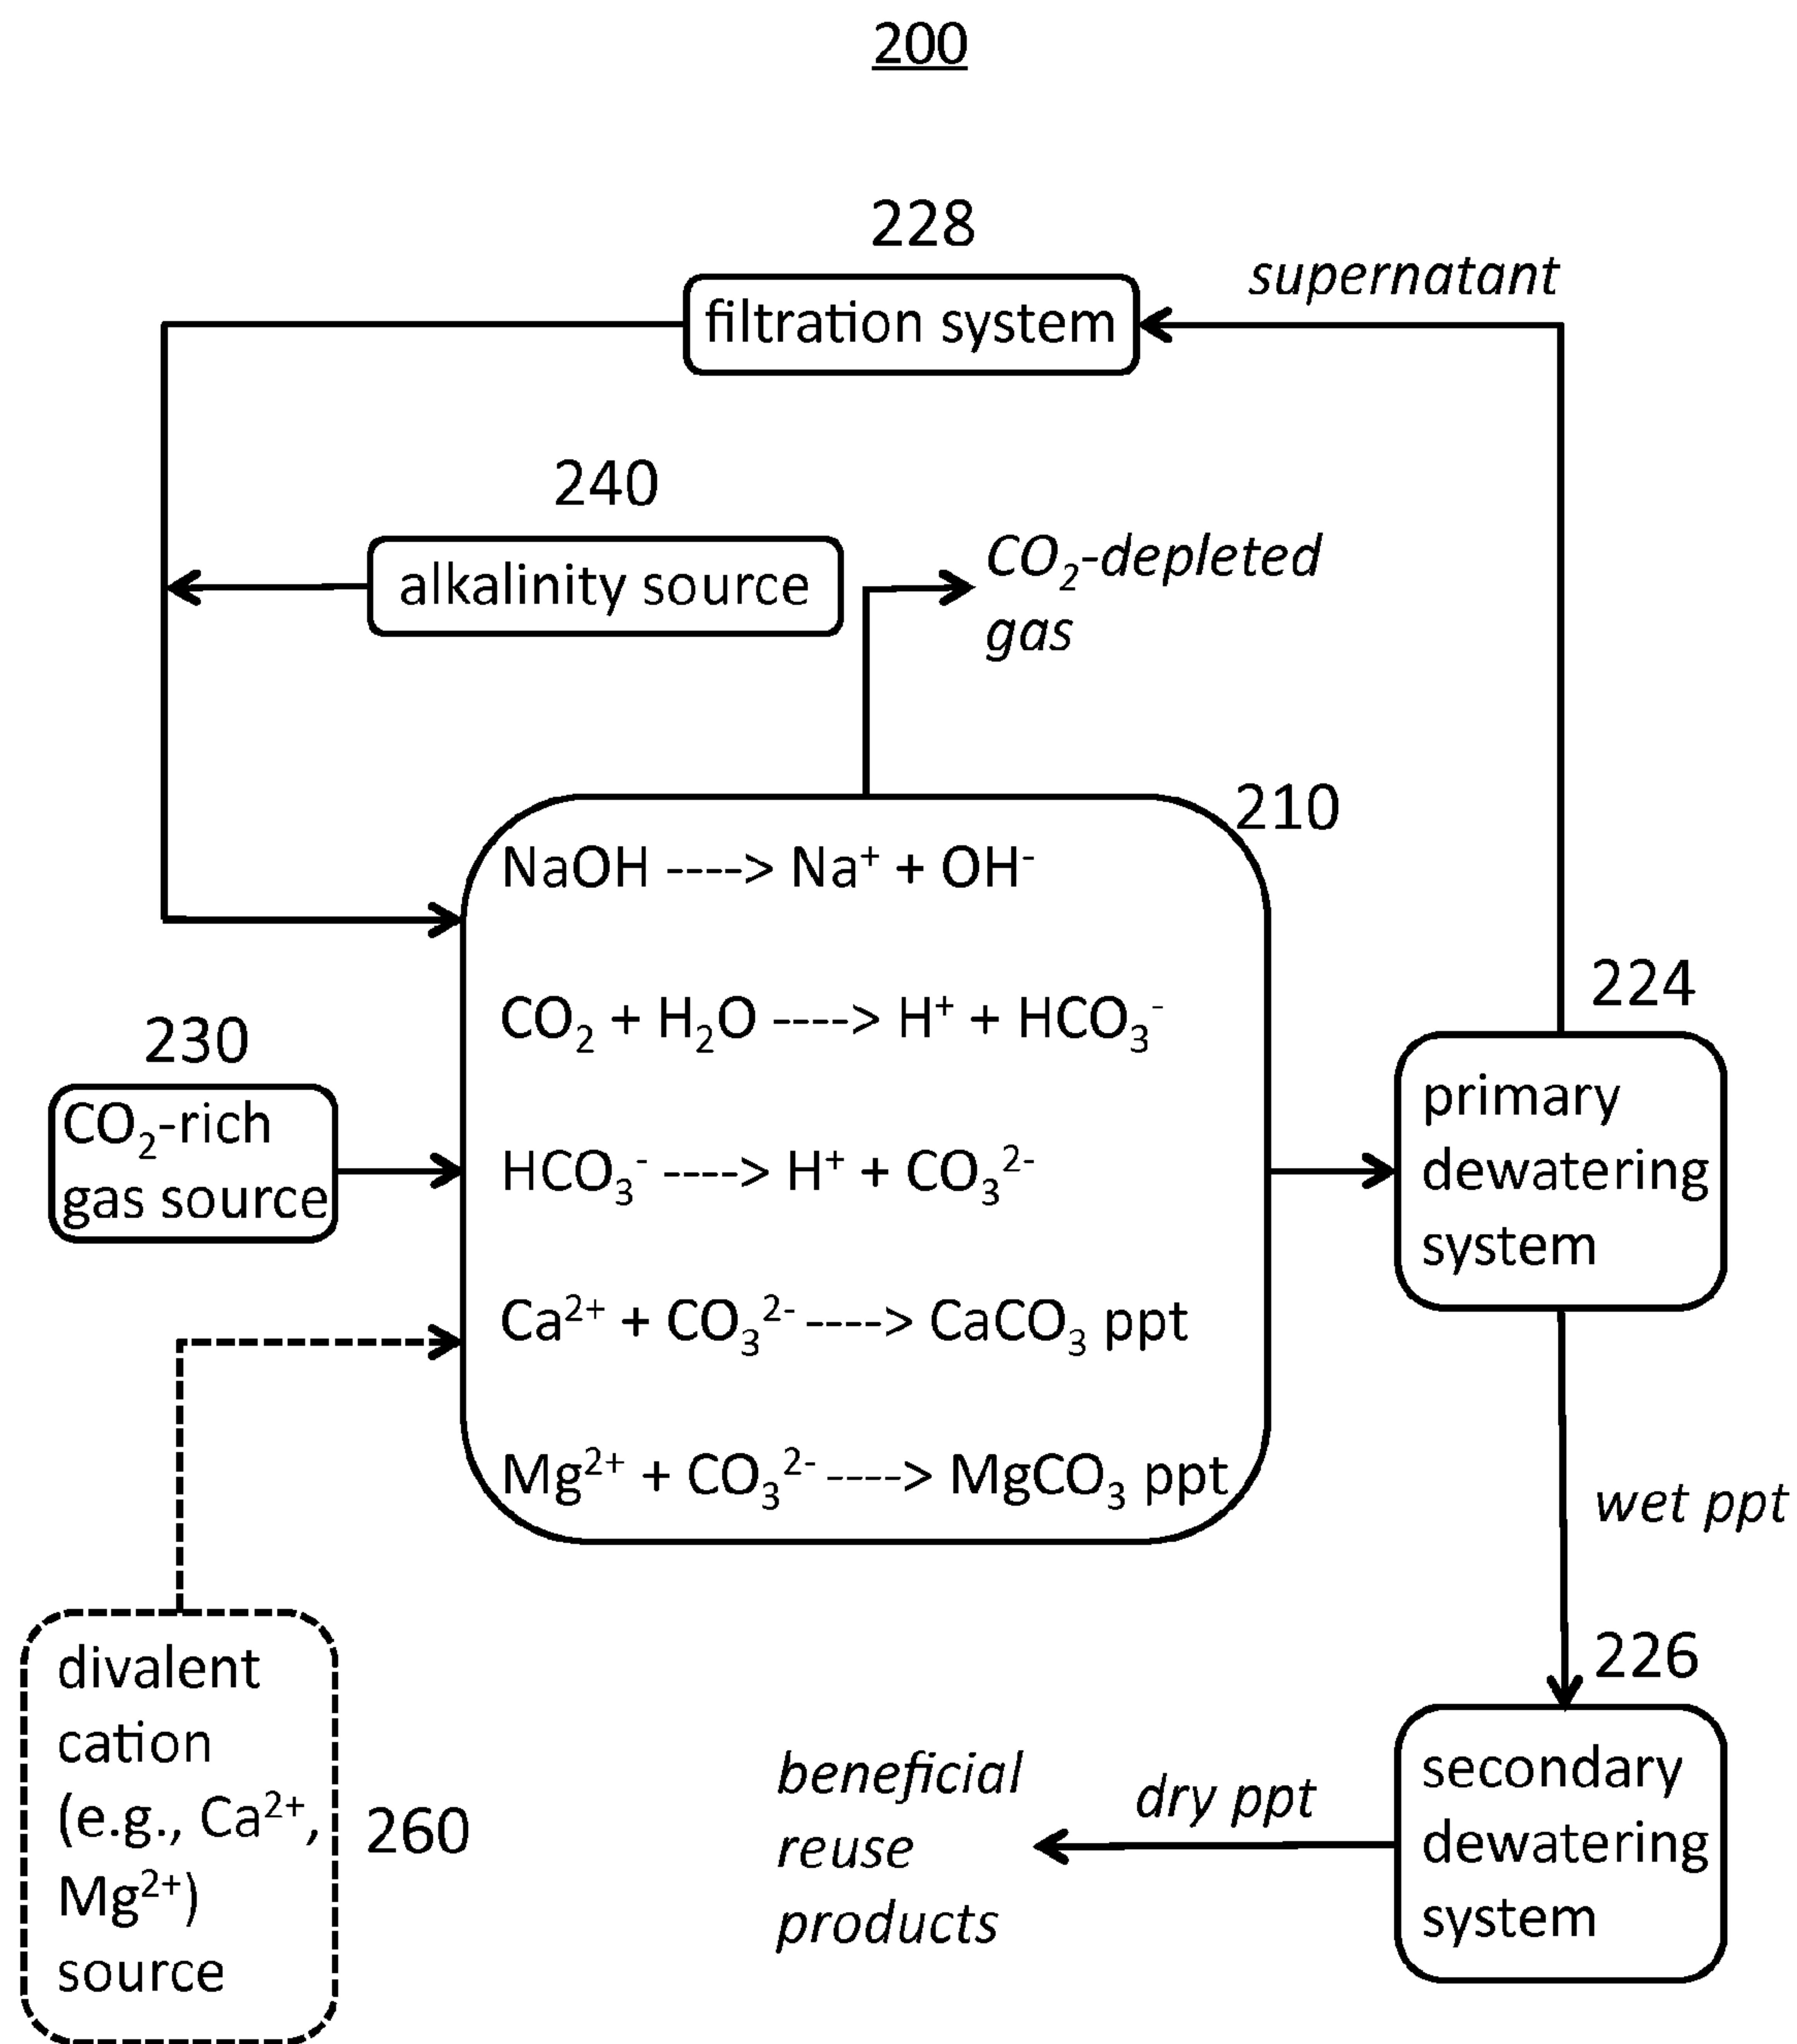 200
228
supernatant
filtration system
240
alkalinity source
CO₂-depleted
gas
210
NaOH ----> Na⁺ + OH⁻
CO₂ + H₂O ----> H⁺ + HCO₃⁻
HCO₃⁻ ----> H⁺ + CO₃²⁻
Ca²⁺ + CO₃²⁻ ----> CaCO₃ ppt
Mg²⁺ + CO₃²⁻ ----> MgCO₃ ppt
230
CO₂-rich
gas source
224
primary
dewatering
system
wet ppt
divalent
cation
(e.g., Ca²⁺,
Mg²⁺)
source
260
226
secondary
dewatering
system
dry ppt
beneficial
reuse
products